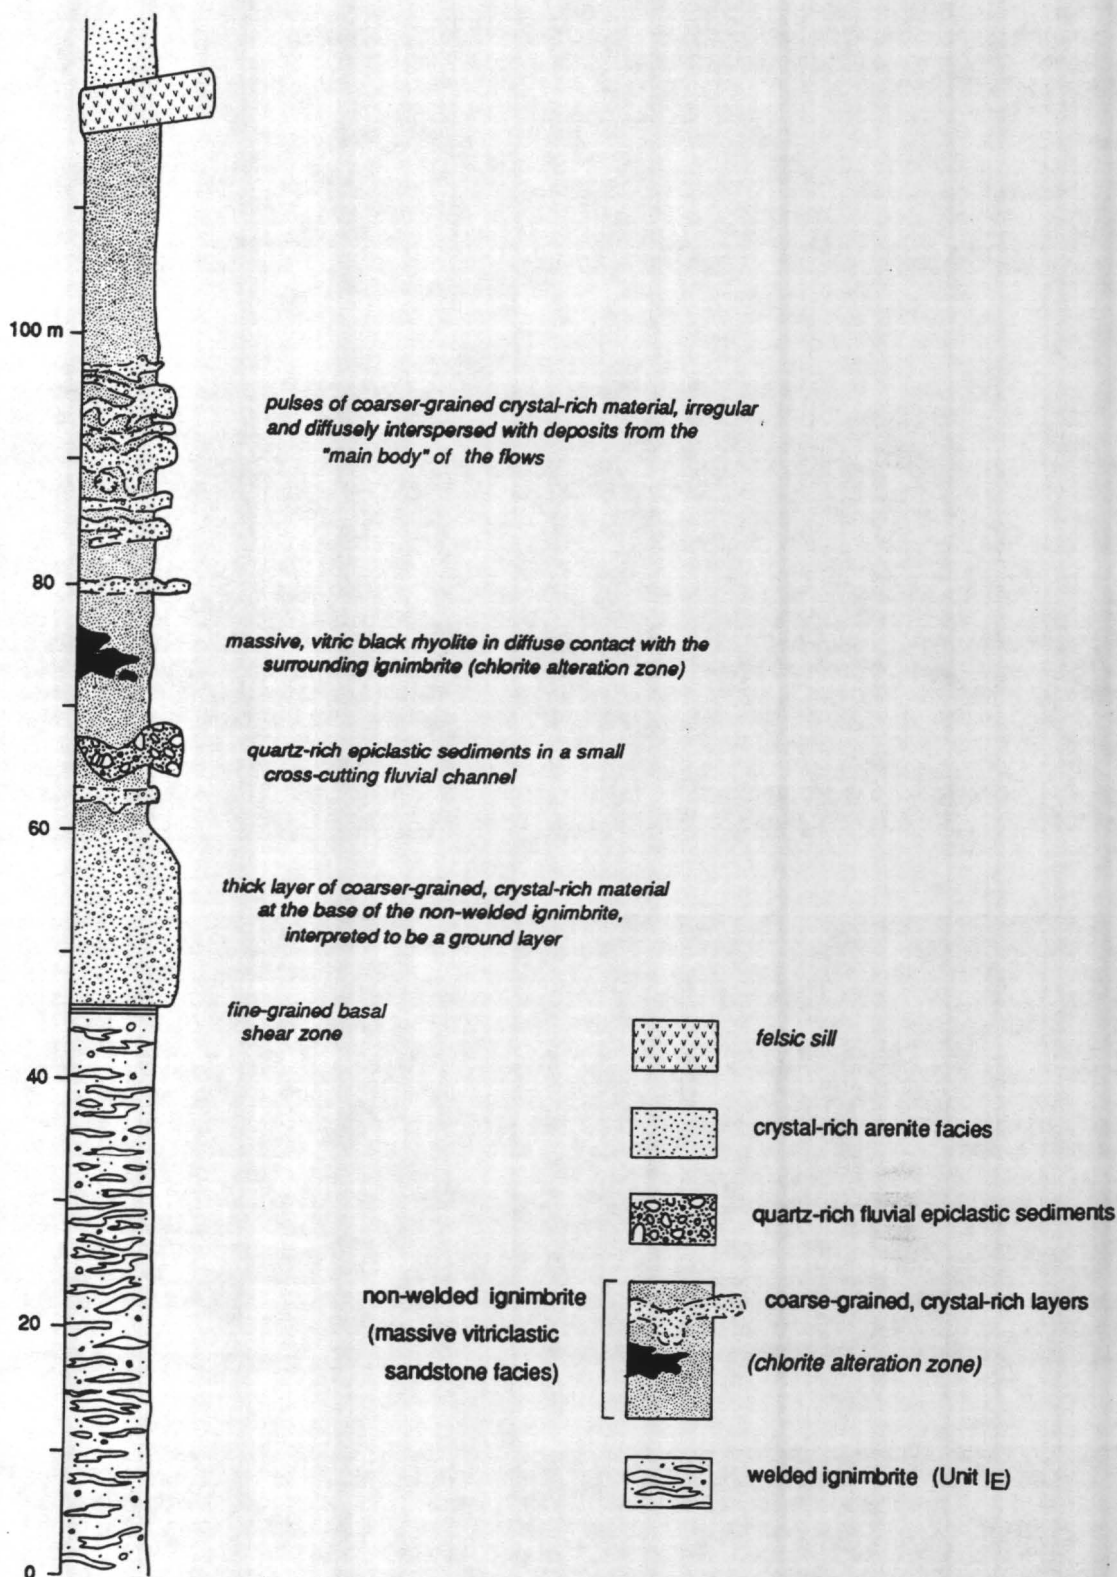 100 m
pulses of coarser-grained crystal-rich material, irregular
and diffusely interspersed with deposits from the
"main body" of the flows
80
massive, vitric black rhyolite in diffuse contact with the
surrounding ignimbrite (chlorite alteration zone)
quartz-rich epiclastic sediments in a small
cross-cutting fluvial channel
60
thick layer of coarser-grained, crystal-rich material
at the base of the non-welded ignimbrite,
interpreted to be a ground layer
fine-grained basal
shear zone
felsic sill
40
crystal-rich arenite facies
quartz-rich fluvial epiclastic sediments
non-welded ignimbrite
(massive vitriclastic
sandstone facies)
coarse-grained, crystal-rich layers
20
(chlorite alteration zone)
welded ignimbrite (Unit IE)
0